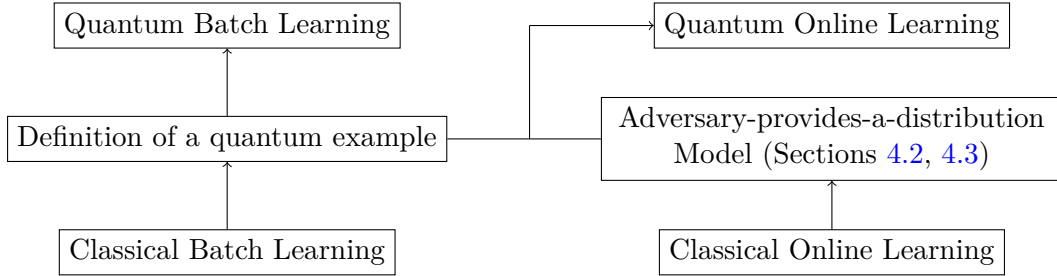 Quantum Batch Learning
Quantum Online Learning
Definition of a quantum example
Adversary-provides-a-distribution
Model (Sections 4.2, 4.3)
Classical Batch Learning
Classical Online Learning